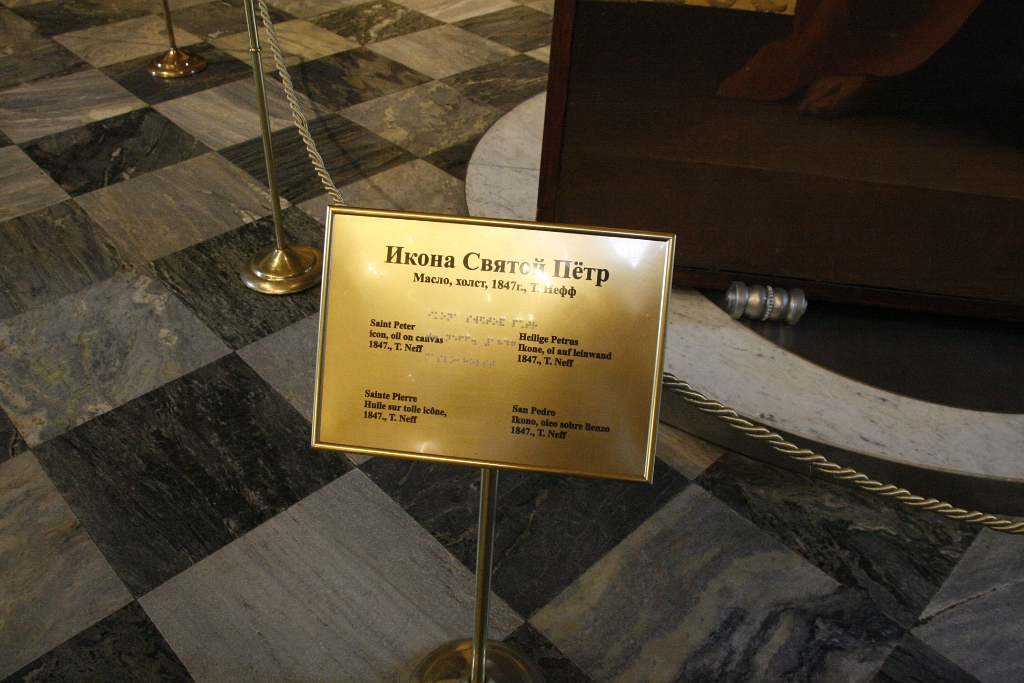 Икона Святой Пётр
Масло, холст, 1847г., Т. Нефф
Saint Peter
icon, oil on canvas
1847., T. Neff
Heilige Petrus
Ikone, ol auf leinwand
1847., T. Neff
Sainte Pierre
Huile sur toile icône,
1847., T. Neff
San Pedro
Ikono, oleo sobre lienzo
1847., T. Neff